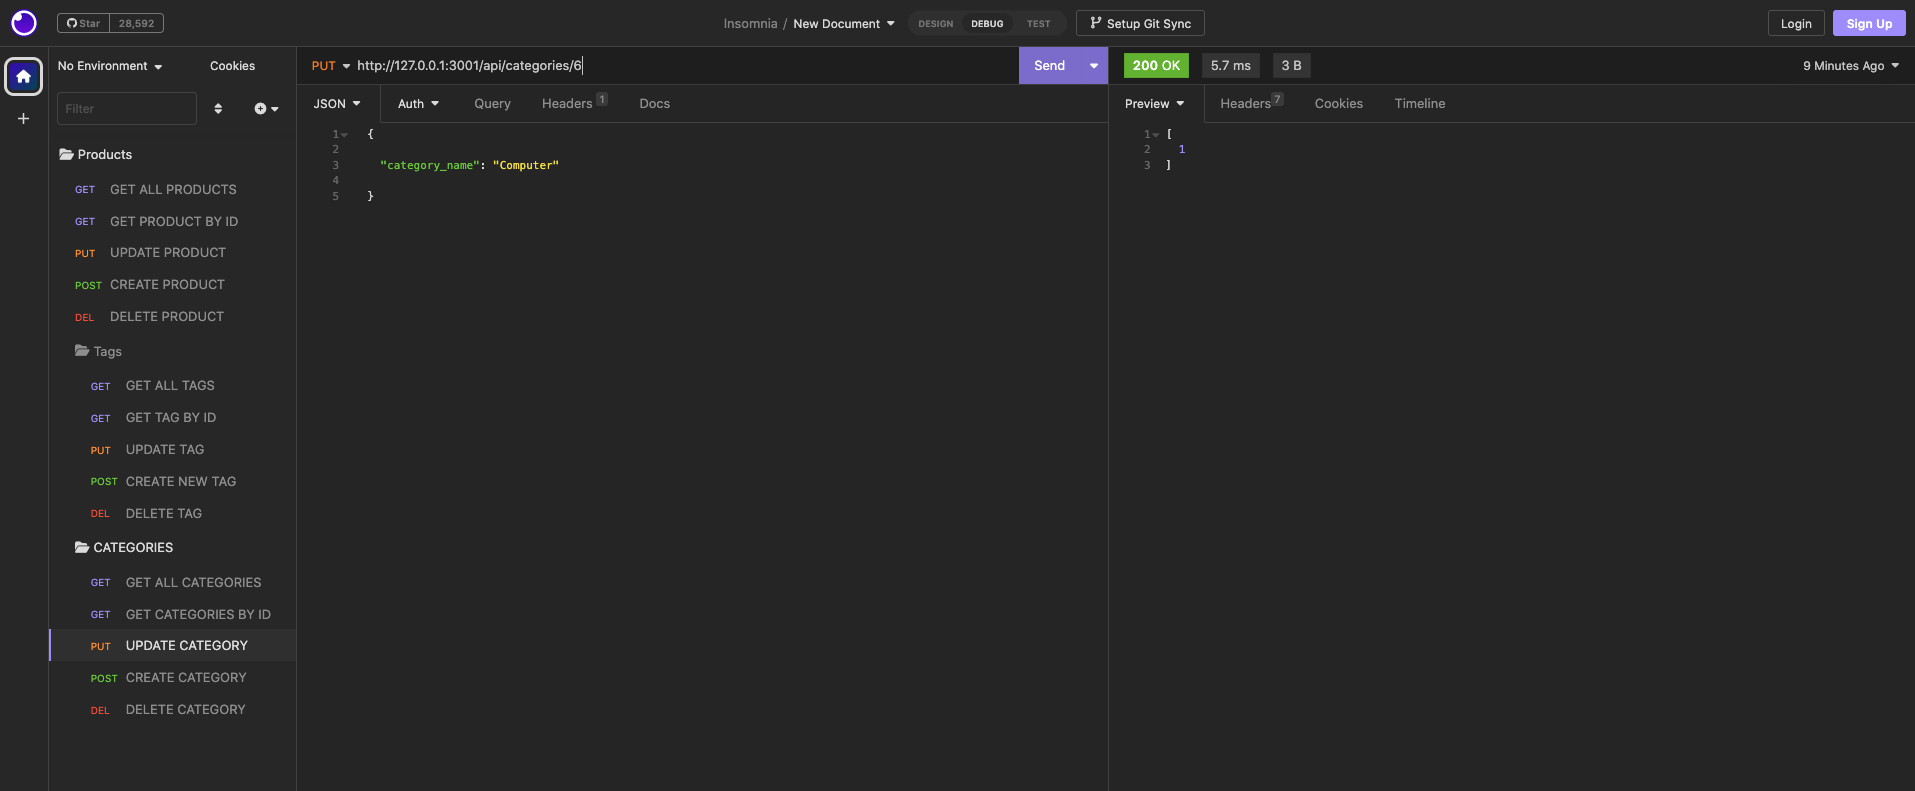 Star 28,592
Insomnia / New Document
DESIGN DEBUG TEST
Setup Git Sync
Login
Sign Up
No Environment
Cookies
Filter
Products
GET GET ALL PRODUCTS
GET GET PRODUCT BY ID
PUT UPDATE PRODUCT
POST CREATE PRODUCT
DEL DELETE PRODUCT
Tags
GET GET ALL TAGS
GET GET TAG BY ID
PUT UPDATE TAG
POST CREATE NEW TAG
DEL DELETE TAG
CATEGORIES
GET GET ALL CATEGORIES
GET GET CATEGORIES BY ID
PUT UPDATE CATEGORY
POST CREATE CATEGORY
DEL DELETE CATEGORY
PUT http://127.0.0.1:3001/api/categories/6
Send
JSON Auth Query Headers 1 Docs
1 {
2
3 "category_name": "Computer"
4
5 }
200 OK 5.7 ms 3 B
9 Minutes Ago
Preview Headers 7 Cookies Timeline
1 [
2 1
3 ]